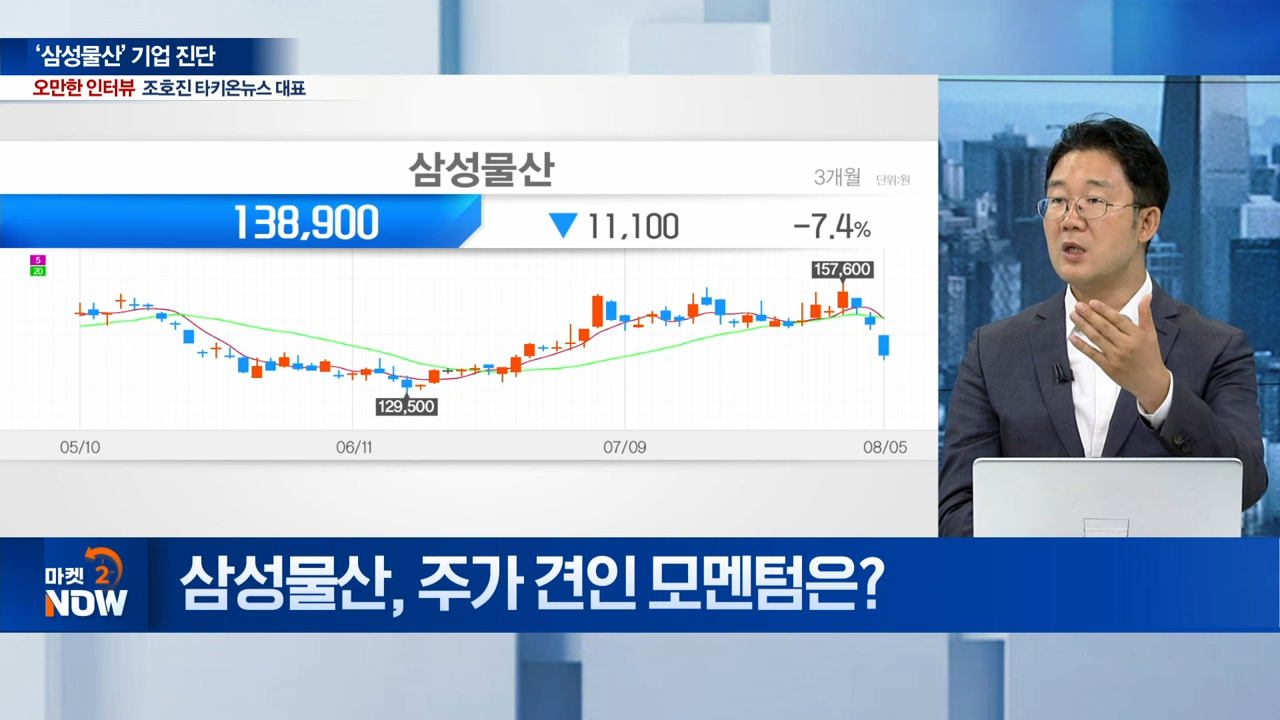 ‘삼성물산’ 기업 진단
오만한 인터뷰 조호진 타키온뉴스 대표
삼성물산
3개월 단위:원
138,900 ▼ 11,100 -7.4%
5
20
157,600
129,500
05/10 06/11 07/09 08/05
마켓 2
NOW
삼성물산, 주가 견인 모멘텀은?